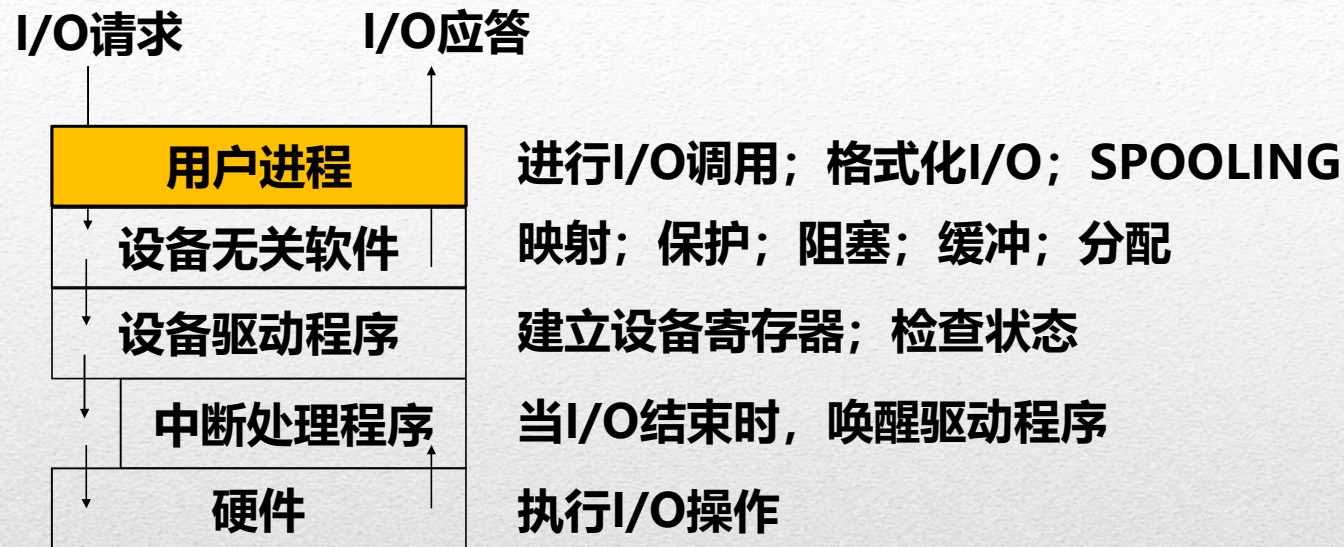 I/O请求 I/O应答
用户进程 进行I/O调用；格式化I/O；SPOOLING
设备无关软件 映射；保护；阻塞；缓冲；分配
设备驱动程序 建立设备寄存器；检查状态
中断处理程序 当I/O结束时，唤醒驱动程序
硬件 执行I/O操作